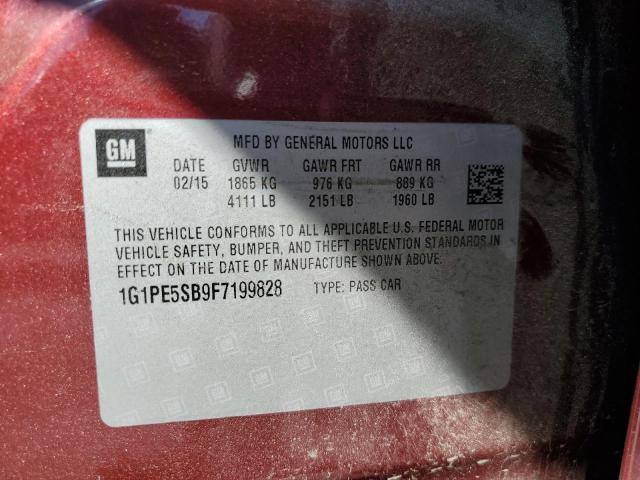 GM
MFD BY GENERAL MOTORS LLC
DATE GVWR GAWR FRT GAWR RR
02/15 1865 KG 976 KG 889 KG
4111 LB 2151 LB 1960 LB
THIS VEHICLE CONFORMS TO ALL APPLICABLE U.S. FEDERAL MOTOR
VEHICLE SAFETY, BUMPER, AND THEFT PREVENTION STANDARDS IN
EFFECT ON THE DATE OF MANUFACTURE SHOWN ABOVE.
1G1PE5SB9F7199828 TYPE: PASS CAR